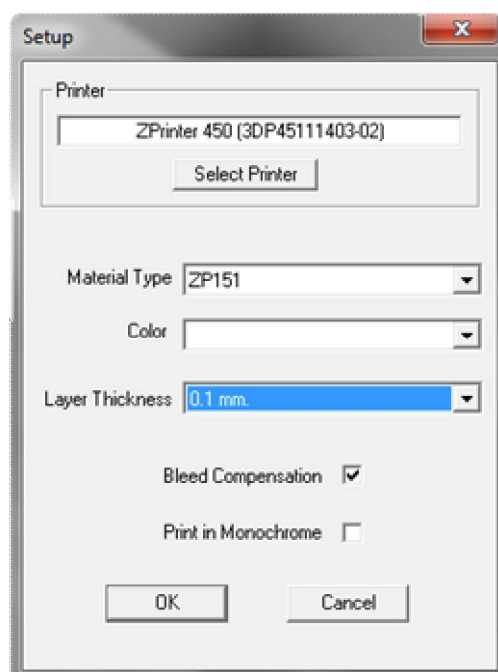 Setup
Printer
ZPrinter 450 (3DP45111403-02)
Select Printer
Material Type ZP151
Color
Layer Thickness 0.1 mm.
Bleed Compensation
Print in Monochrome
OK Cancel